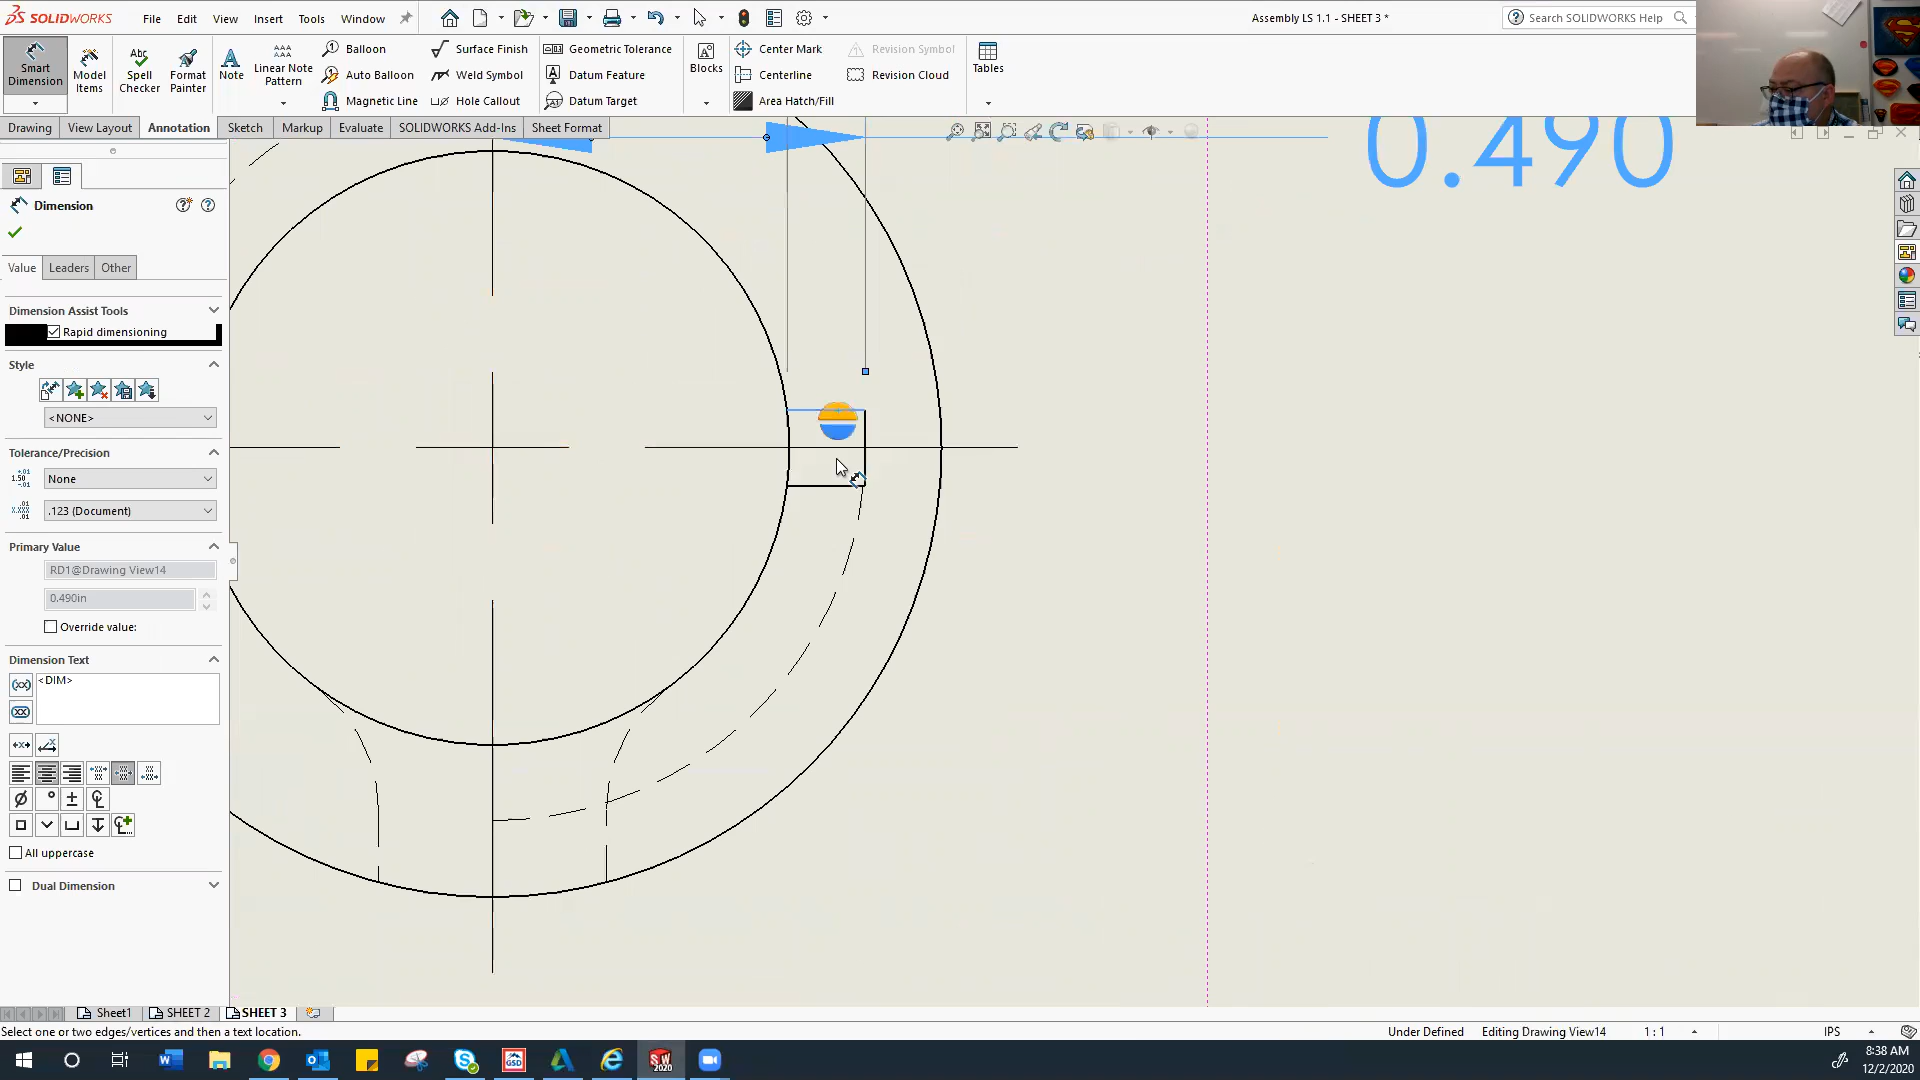 SOLIDWORKS File Edit View Insert Tools Window Assembly LS 1.1 - SHEET 3 * Search SOLIDWORKS Help
Smart Dimension
Model Items
Abc
Spell Checker
Format Painter
Note
Linear Note Pattern
Balloon
Auto Balloon
Magnetic Line
Surface Finish
Weld Symbol
Hole Callout
Geometric Tolerance
Datum Feature
Datum Target
Blocks
Center Mark
Centerline
Area Hatch/Fill
Revision Symbol
Revision Cloud
Tables
Drawing View Layout Annotation Sketch Markup Evaluate SOLIDWORKS Add-Ins Sheet Format
0.490
Dimension
Value Leaders Other
Dimension Assist Tools
Rapid dimensioning
Style
<NONE>
Tolerance/Precision
None
.123 (Document)
Primary Value
RD1@Drawing View14
0.490in
Override value:
Dimension Text
<DIM>
All uppercase
Dual Dimension
Sheet1 SHEET 2 SHEET 3
Select one or two edges/vertices and then a text location. Under Defined Editing Drawing View14 1 : 1 IPS
8:38 AM
12/2/2020